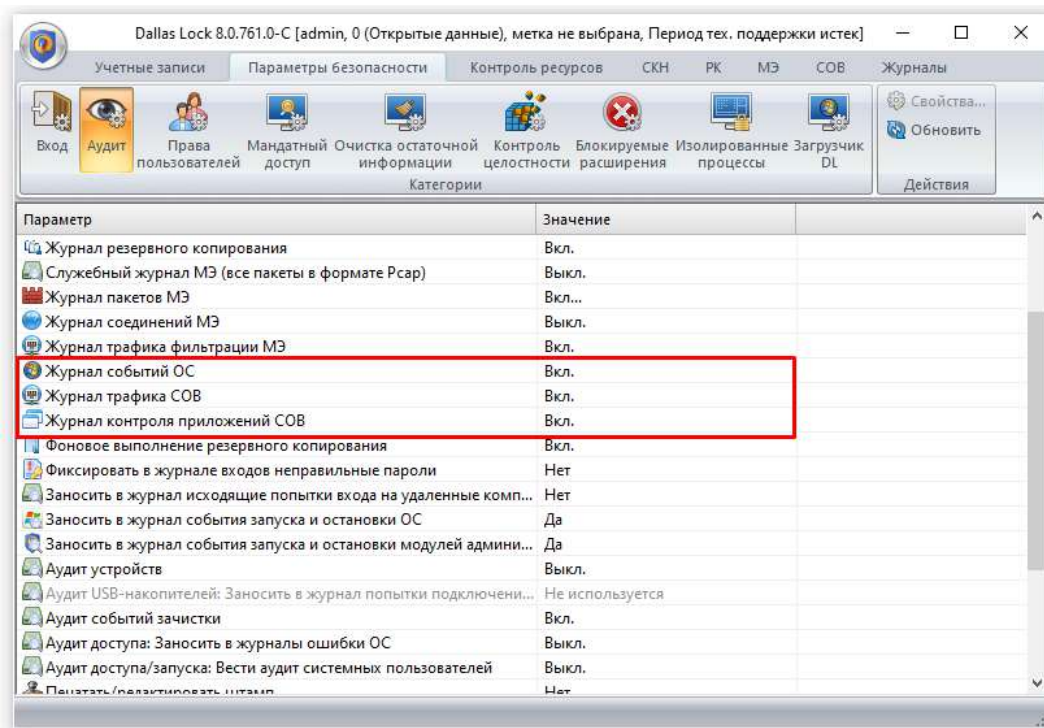 Dallas Lock 8.0.761.0-C [admin, 0 (Открытые данные), метка не выбрана, Период тех. поддержки истек]
Учетные записи Параметры безопасности Контроль ресурсов СКН РК МЭ СОВ Журналы
Вход Аудит Права пользователей Мандатный доступ Очистка остаточной информации Контроль целостности Блокируемые расширения Изолированные процессы Загрузчик DL
Свойства...
Обновить
Категории Действия
Параметр Значение
Журнал резервного копирования Вкл.
Служебный журнал МЭ (все пакеты в формате Pcap) Выкл.
Журнал пакетов МЭ Вкл...
Журнал соединений МЭ Выкл.
Журнал трафика фильтрации МЭ Вкл.
Журнал событий ОС Вкл.
Журнал трафика СОВ Вкл.
Журнал контроля приложений СОВ Вкл.
Фоновое выполнение резервного копирования Вкл.
Фиксировать в журнале входов неправильные пароли Нет
Заносить в журнал исходящие попытки входа на удаленные комп... Нет
Заносить в журнал события запуска и остановки ОС Да
Заносить в журнал события запуска и остановки модулей админи... Да
Аудит устройств Выкл.
Аудит USB-накопителей: Заносить в журнал попытки подключени... Не используется
Аудит событий зачистки Вкл.
Аудит доступа: Заносить в журналы ошибки ОС Выкл.
Аудит доступа/запуска: Вести аудит системных пользователей Выкл.
Печатать/редактировать штамп Нет